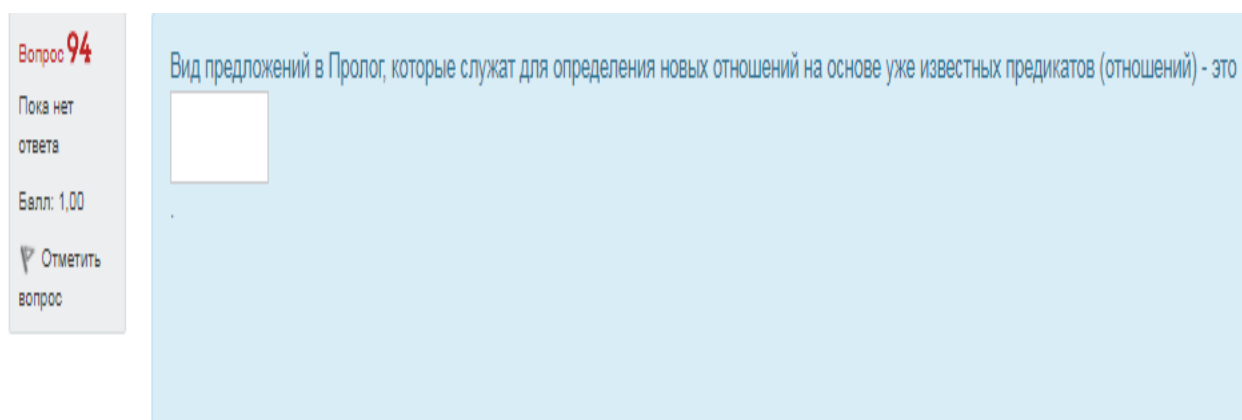 Вопрос 94
Пока нет
ответа
Балл: 1,00
Отметить
вопрос
Вид предложений в Пролог, которые служат для определения новых отношений на основе уже известных предикатов (отношений) - это
.